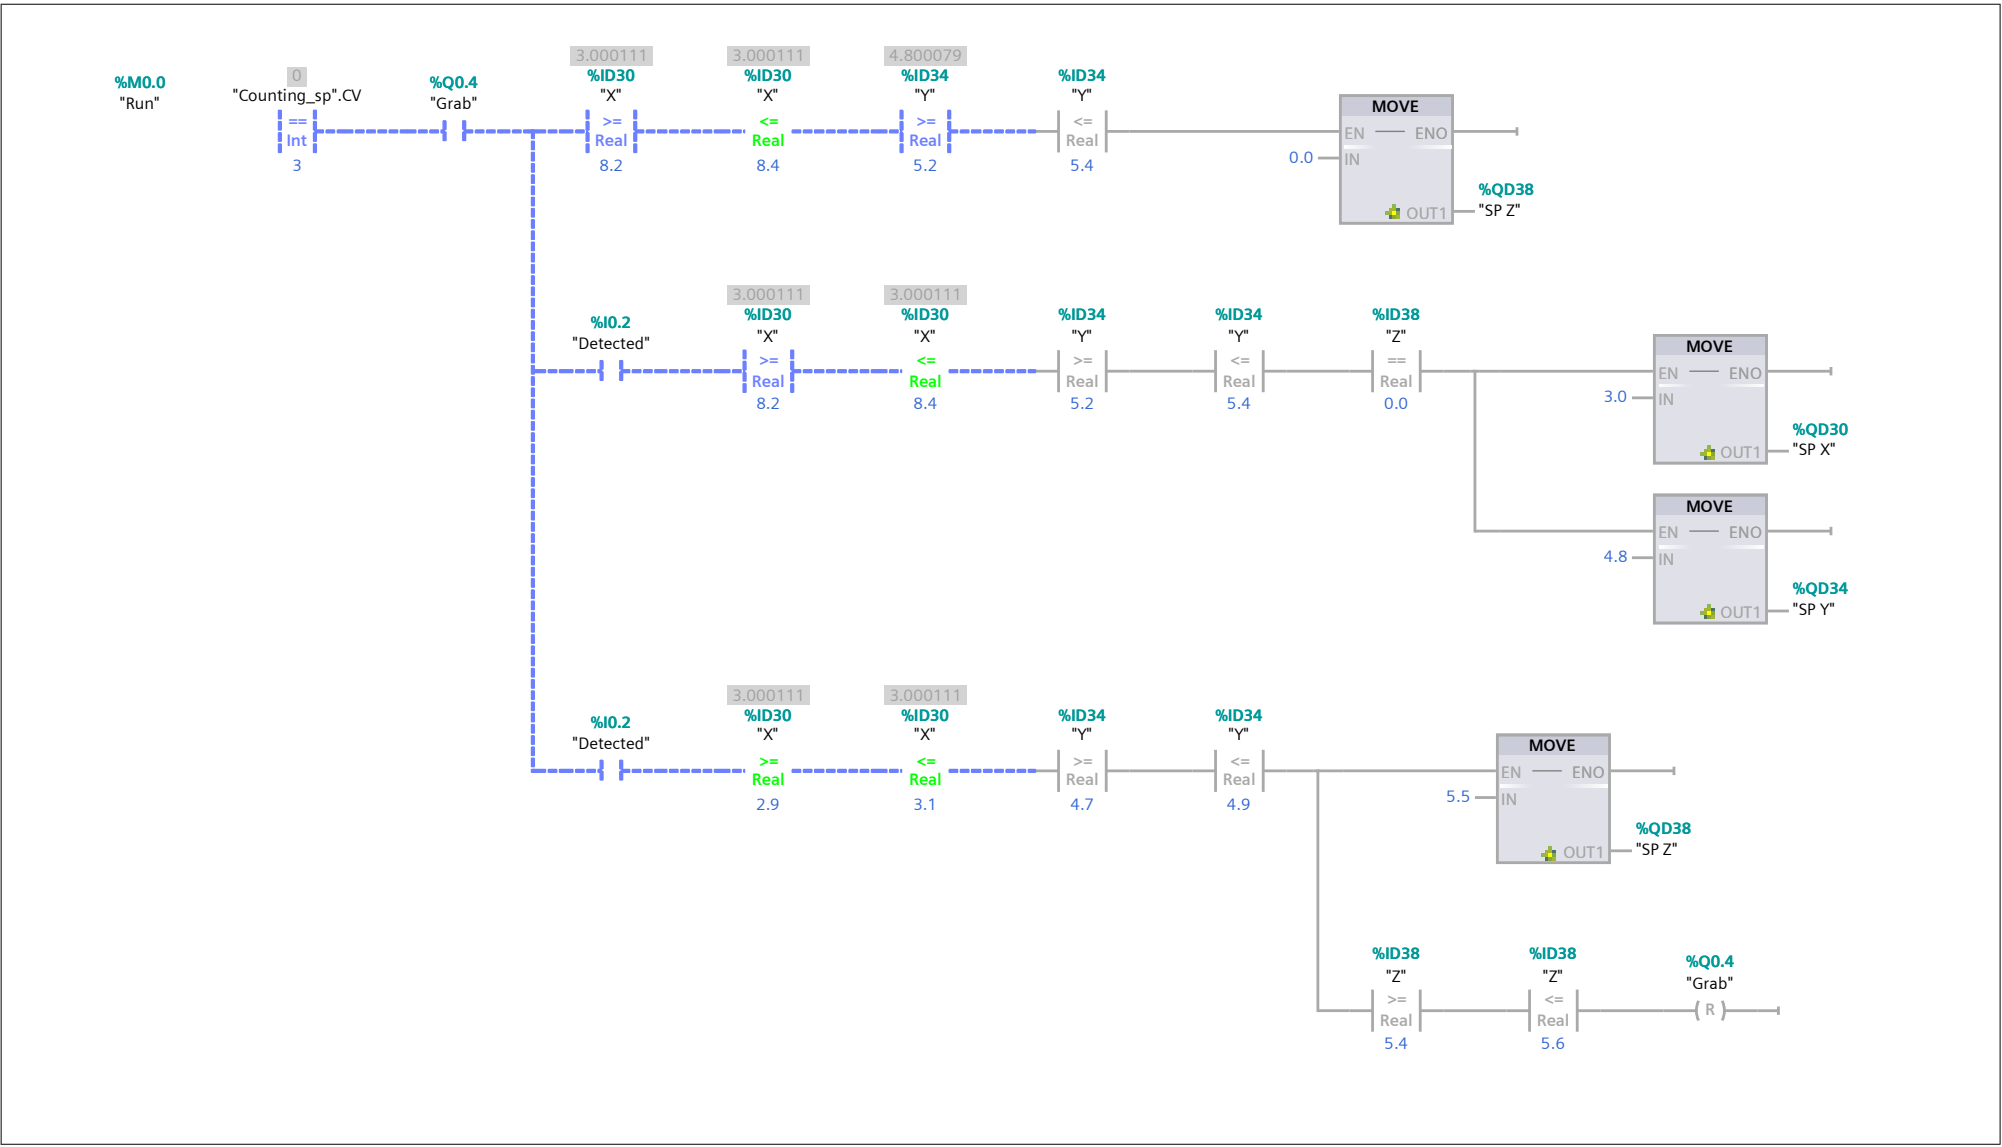 %M0.0
"Run"
0
"Counting_sp".CV
==
Int
3
%Q0.4
"Grab"
3.000111
%ID30
"X"
>=
Real
8.2
3.000111
%ID30
"X"
<=
Real
8.4
4.800079
%ID34
"Y"
>=
Real
5.2
%ID34
"Y"
<=
Real
5.4
MOVE
EN ENO
0.0 IN
OUT1
%QD38
"SP Z"
%I0.2
"Detected"
3.000111
%ID30
"X"
>=
Real
8.2
3.000111
%ID30
"X"
<=
Real
8.4
%ID34
"Y"
>=
Real
5.2
%ID34
"Y"
<=
Real
5.4
%ID38
"Z"
==
Real
0.0
MOVE
EN ENO
3.0 IN
OUT1
%QD30
"SP X"
MOVE
EN ENO
4.8 IN
OUT1
%QD34
"SP Y"
%I0.2
"Detected"
3.000111
%ID30
"X"
>=
Real
2.9
3.000111
%ID30
"X"
<=
Real
3.1
%ID34
"Y"
>=
Real
4.7
%ID34
"Y"
<=
Real
4.9
MOVE
EN ENO
5.5 IN
OUT1
%QD38
"SP Z"
%ID38
"Z"
>=
Real
5.4
%ID38
"Z"
<=
Real
5.6
%Q0.4
"Grab"
( R )